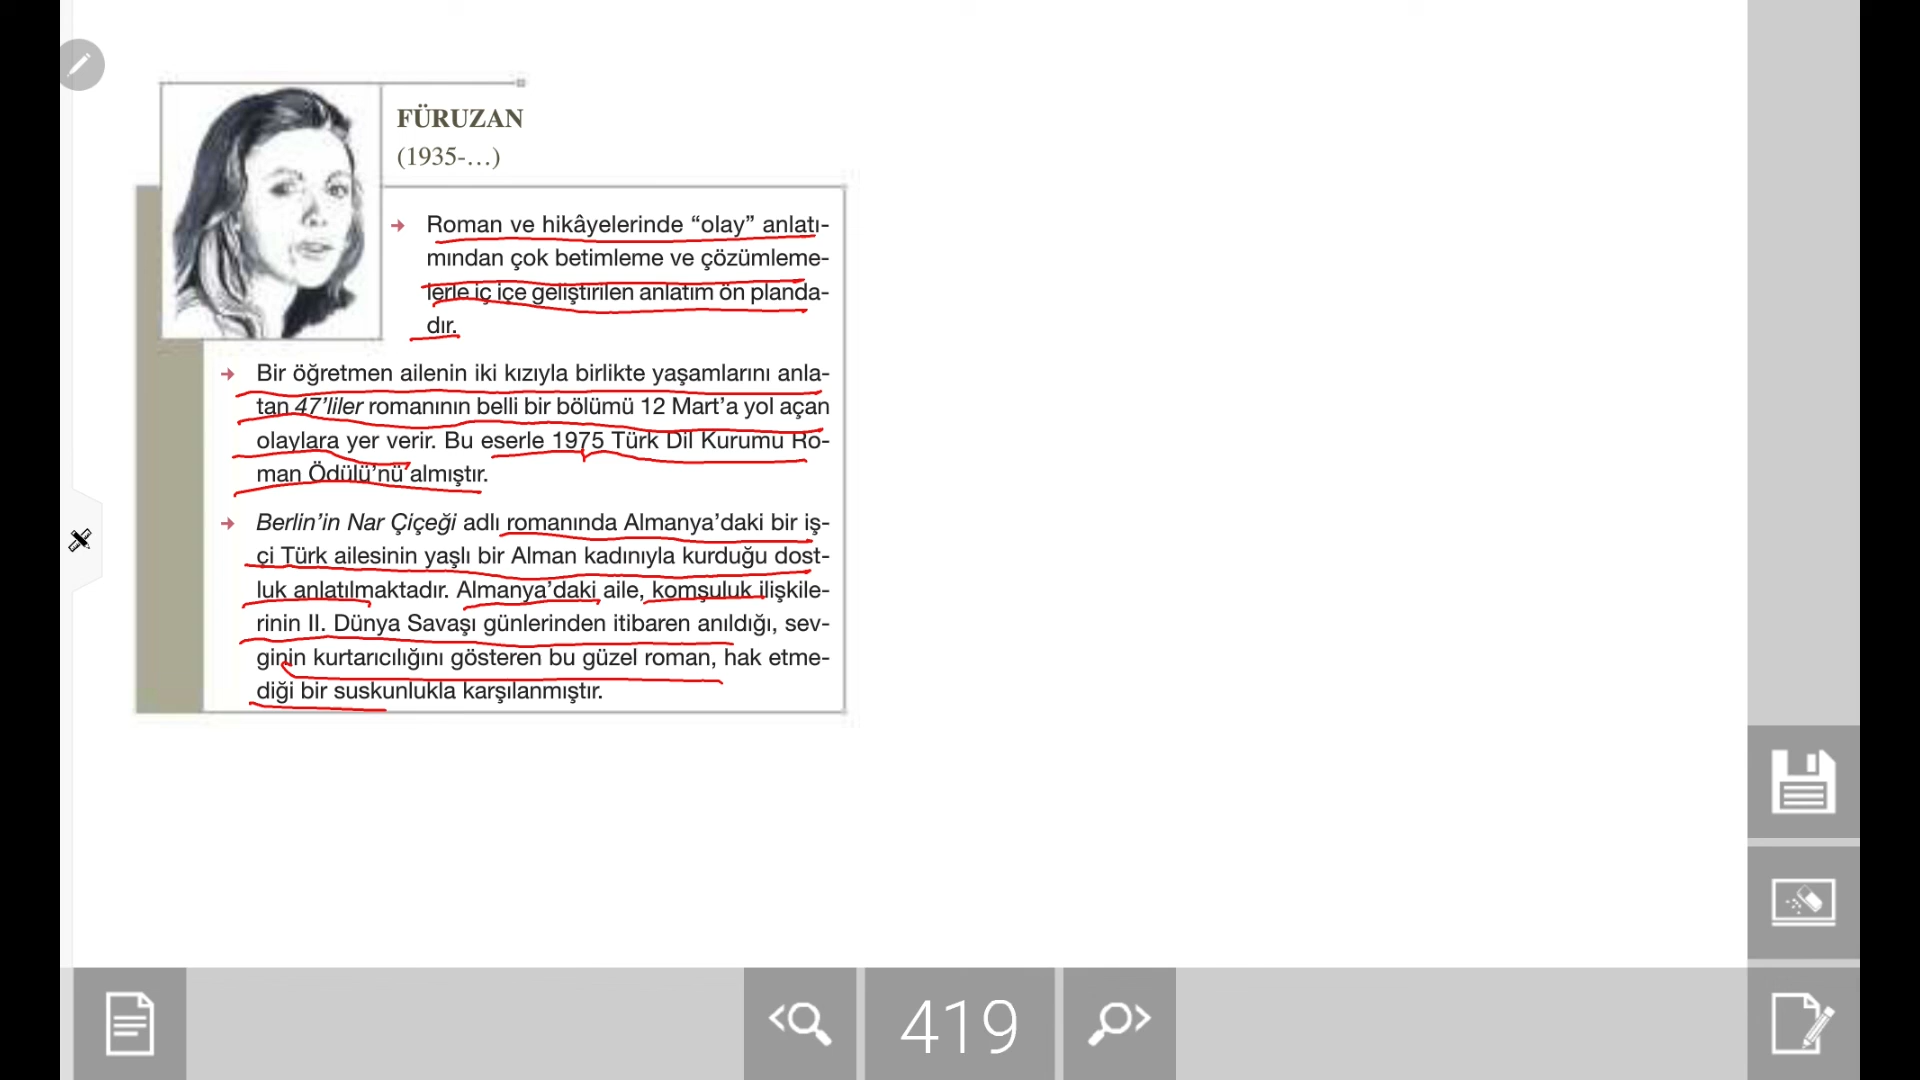 FÜRUZAN
(1935-…)
Roman ve hikâyelerinde “olay” anlatı-
mından çok betimleme ve çözümleme-
lerle iç içe geliştirilen anlatım ön planda-
dır.
Bir öğretmen ailenin iki kızıyla birlikte yaşamlarını anla-
tan 47’liler romanının belli bir bölümü 12 Mart’a yol açan
olaylara yer verir. Bu eserle 1975 Türk Dil Kurumu Ro-
man Ödülü’nü almıştır.
Berlin’in Nar Çiçeği adlı romanında Almanya’daki bir iş-
çi Türk ailesinin yaşlı bir Alman kadınıyla kurduğu dost-
luk anlatılmaktadır. Almanya’daki aile, komşuluk ilişkile-
rinin II. Dünya Savaşı günlerinden itibaren anıldığı, sev-
ginin kurtarıcılığını gösteren bu güzel roman, hak etme-
diği bir suskunlukla karşılanmıştır.
419